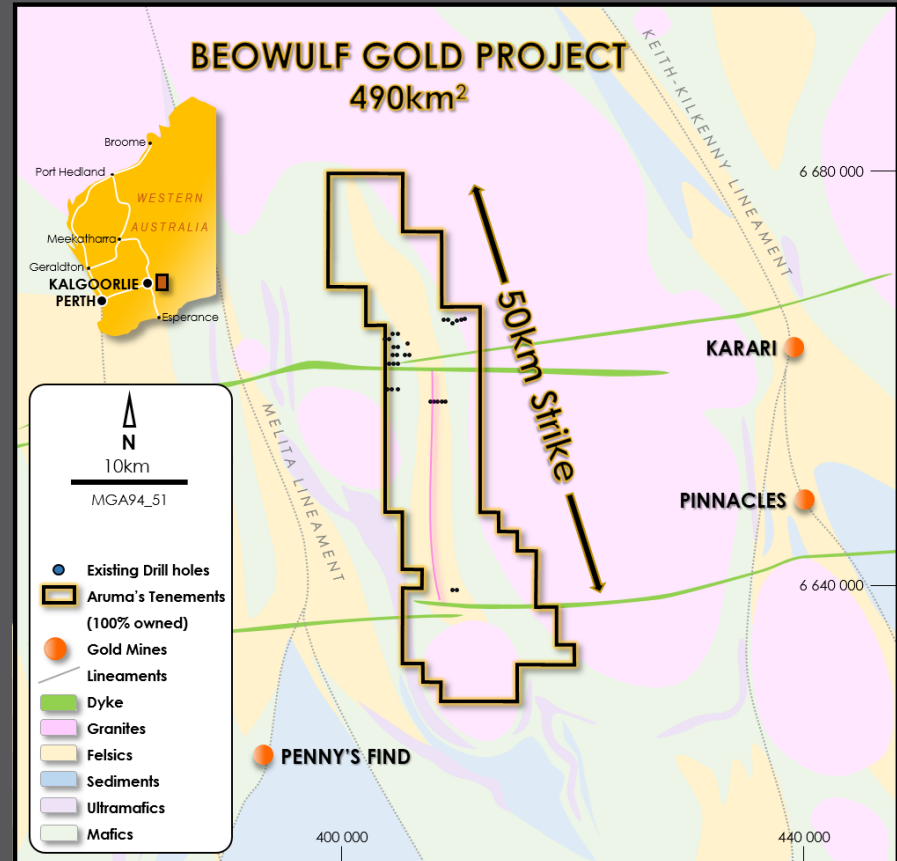 BEOWULF GOLD PROJECT
490km²
KEITH-KILKENNY LINEAMENT
6 680 000
Broome
Port Hedland
WESTERN
AUSTRALIA
Meekatharra
Geraldton
KALGOORLIE
PERTH
Esperance
50km Strike
KARARI
MELITA LINEAMENT
N
10km
MGA94_51
PINNACLES
Existing Drill holes
Aruma's Tenements
(100% owned)
Gold Mines
Lineaments
Dyke
Granites
Felsics
Sediments
Ultramafics
Mafics
6 640 000
PENNY'S FIND
400 000
440 000